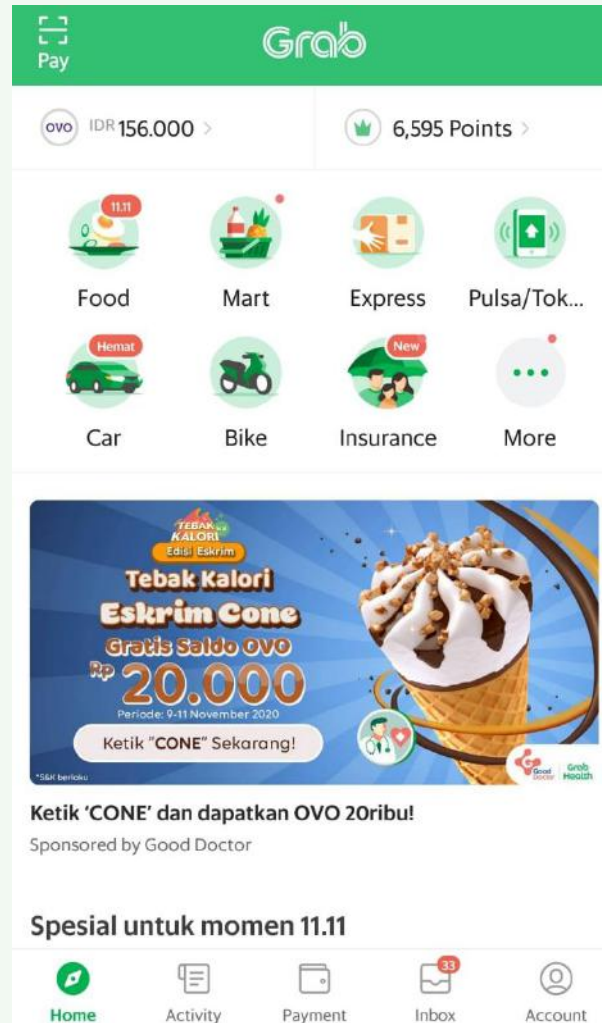 Pay
Grab
OVO IDR 156.000 >
6,595 Points >
11.11
Food
Mart
Express
Pulsa/Tok...
Hemat
New
Car
Bike
Insurance
More
TEBAK
KALORI
Edisi Eskrim
Tebak Kalori
Eskrim Cone
Gratis Saldo OVO
Rp 20.000
Periode: 9-11 November 2020
Ketik "CONE" Sekarang!
*S&K berlaku
Good Doctor
Grab Health
Ketik 'CONE' dan dapatkan OVO 20ribu!
Sponsored by Good Doctor
Spesial untuk momen 11.11
33
Home
Activity
Payment
Inbox
Account